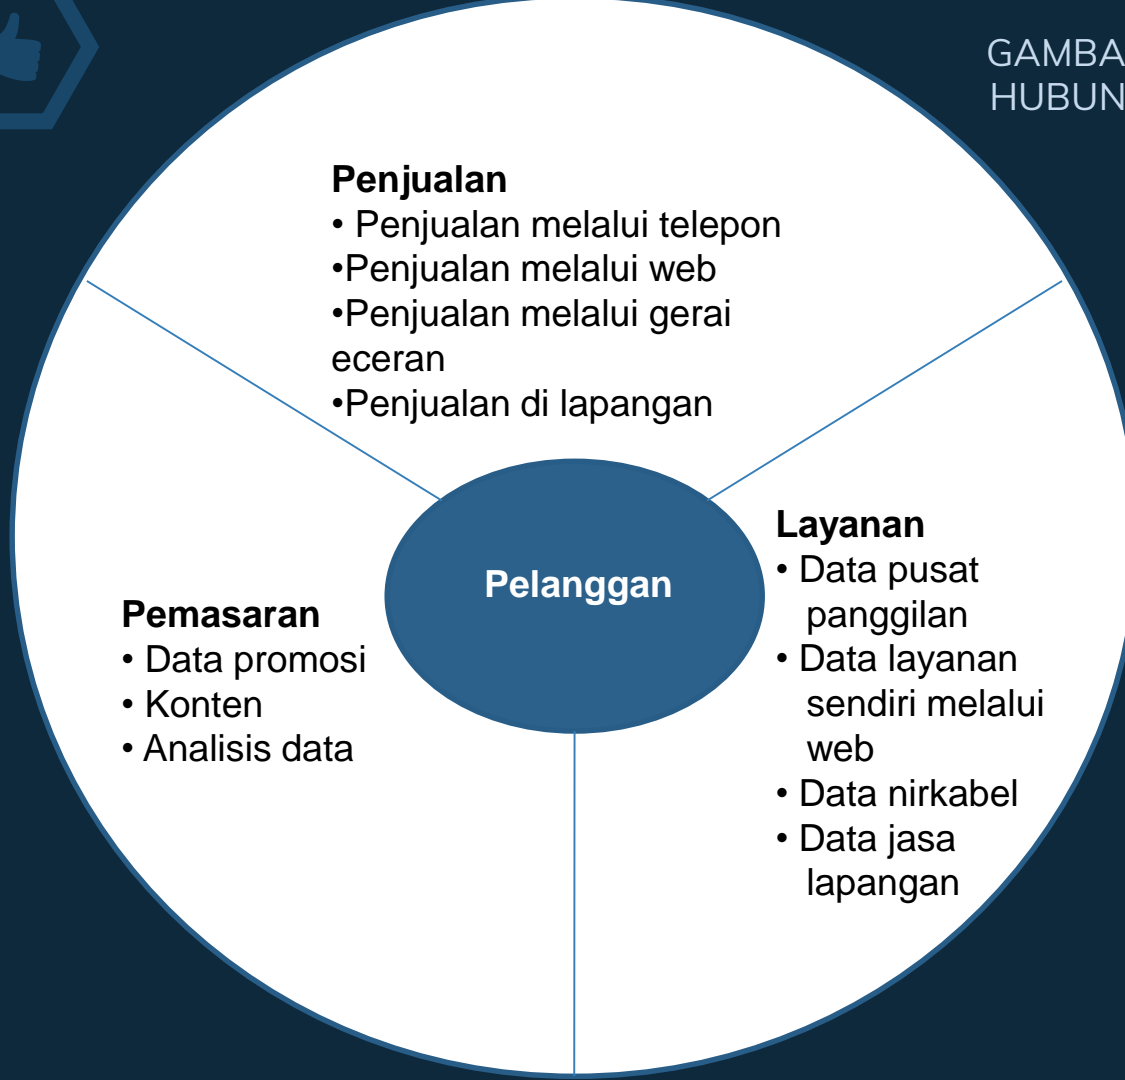 GAMBA
HUBUN
Penjualan
• Penjualan melalui telepon
•Penjualan melalui web
•Penjualan melalui gerai
eceran
•Penjualan di lapangan
Pelanggan
Layanan
• Data pusat
panggilan
• Data layanan
sendiri melalui
web
• Data nirkabel
• Data jasa
lapangan
Pemasaran
• Data promosi
• Konten
• Analisis data